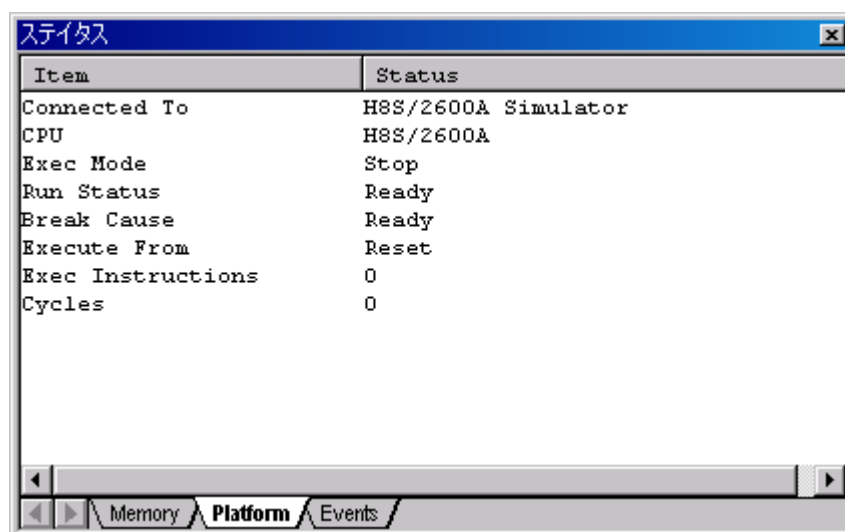 ステイタス
Item Status
Connected To H8S/2600A Simulator
CPU H8S/2600A
Exec Mode Stop
Run Status Ready
Break Cause Ready
Execute From Reset
Exec Instructions 0
Cycles 0
Memory Platform Events